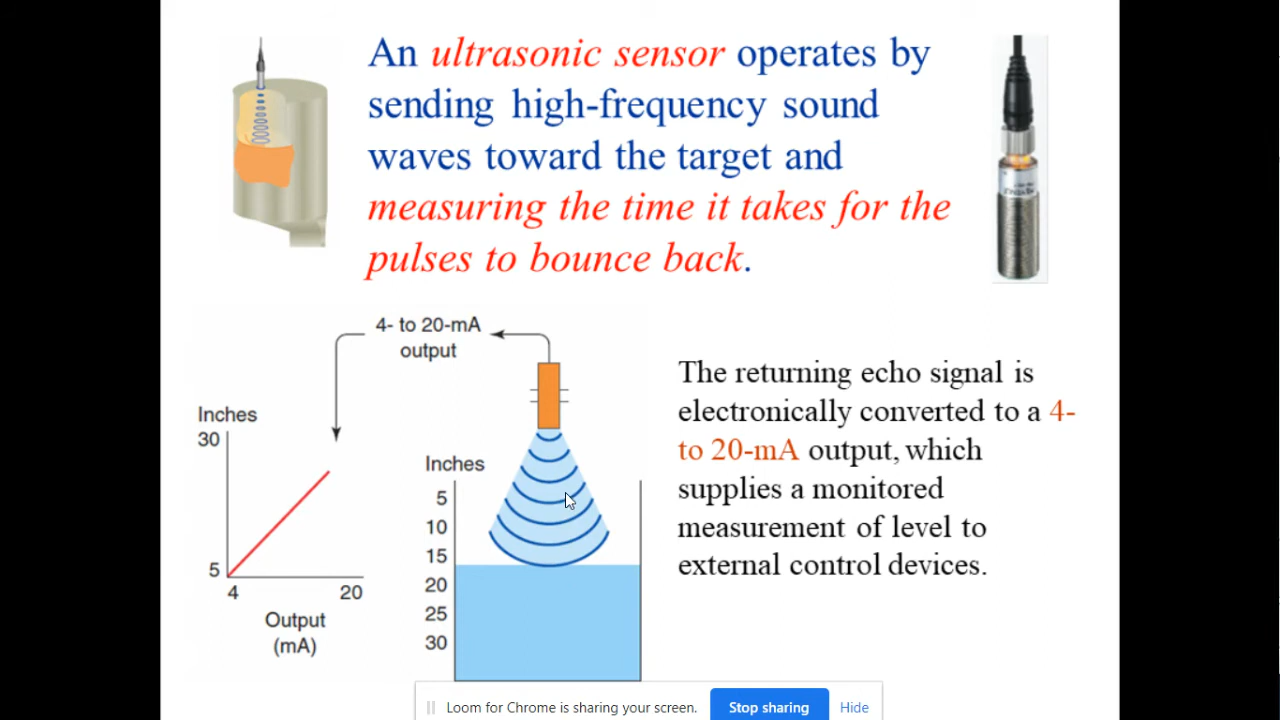 An ultrasonic sensor operates by
sending high-frequency sound
waves toward the target and
measuring the time it takes for the
pulses to bounce back.
4- to 20-mA
output
Inches
30
5
4
20
Output
(mA)
Inches
5
10
15
20
25
30
The returning echo signal is
electronically converted to a 4-
to 20-mA output, which
supplies a monitored
measurement of level to
external control devices.
Loom for Chrome is sharing your screen.
Stop sharing
Hide